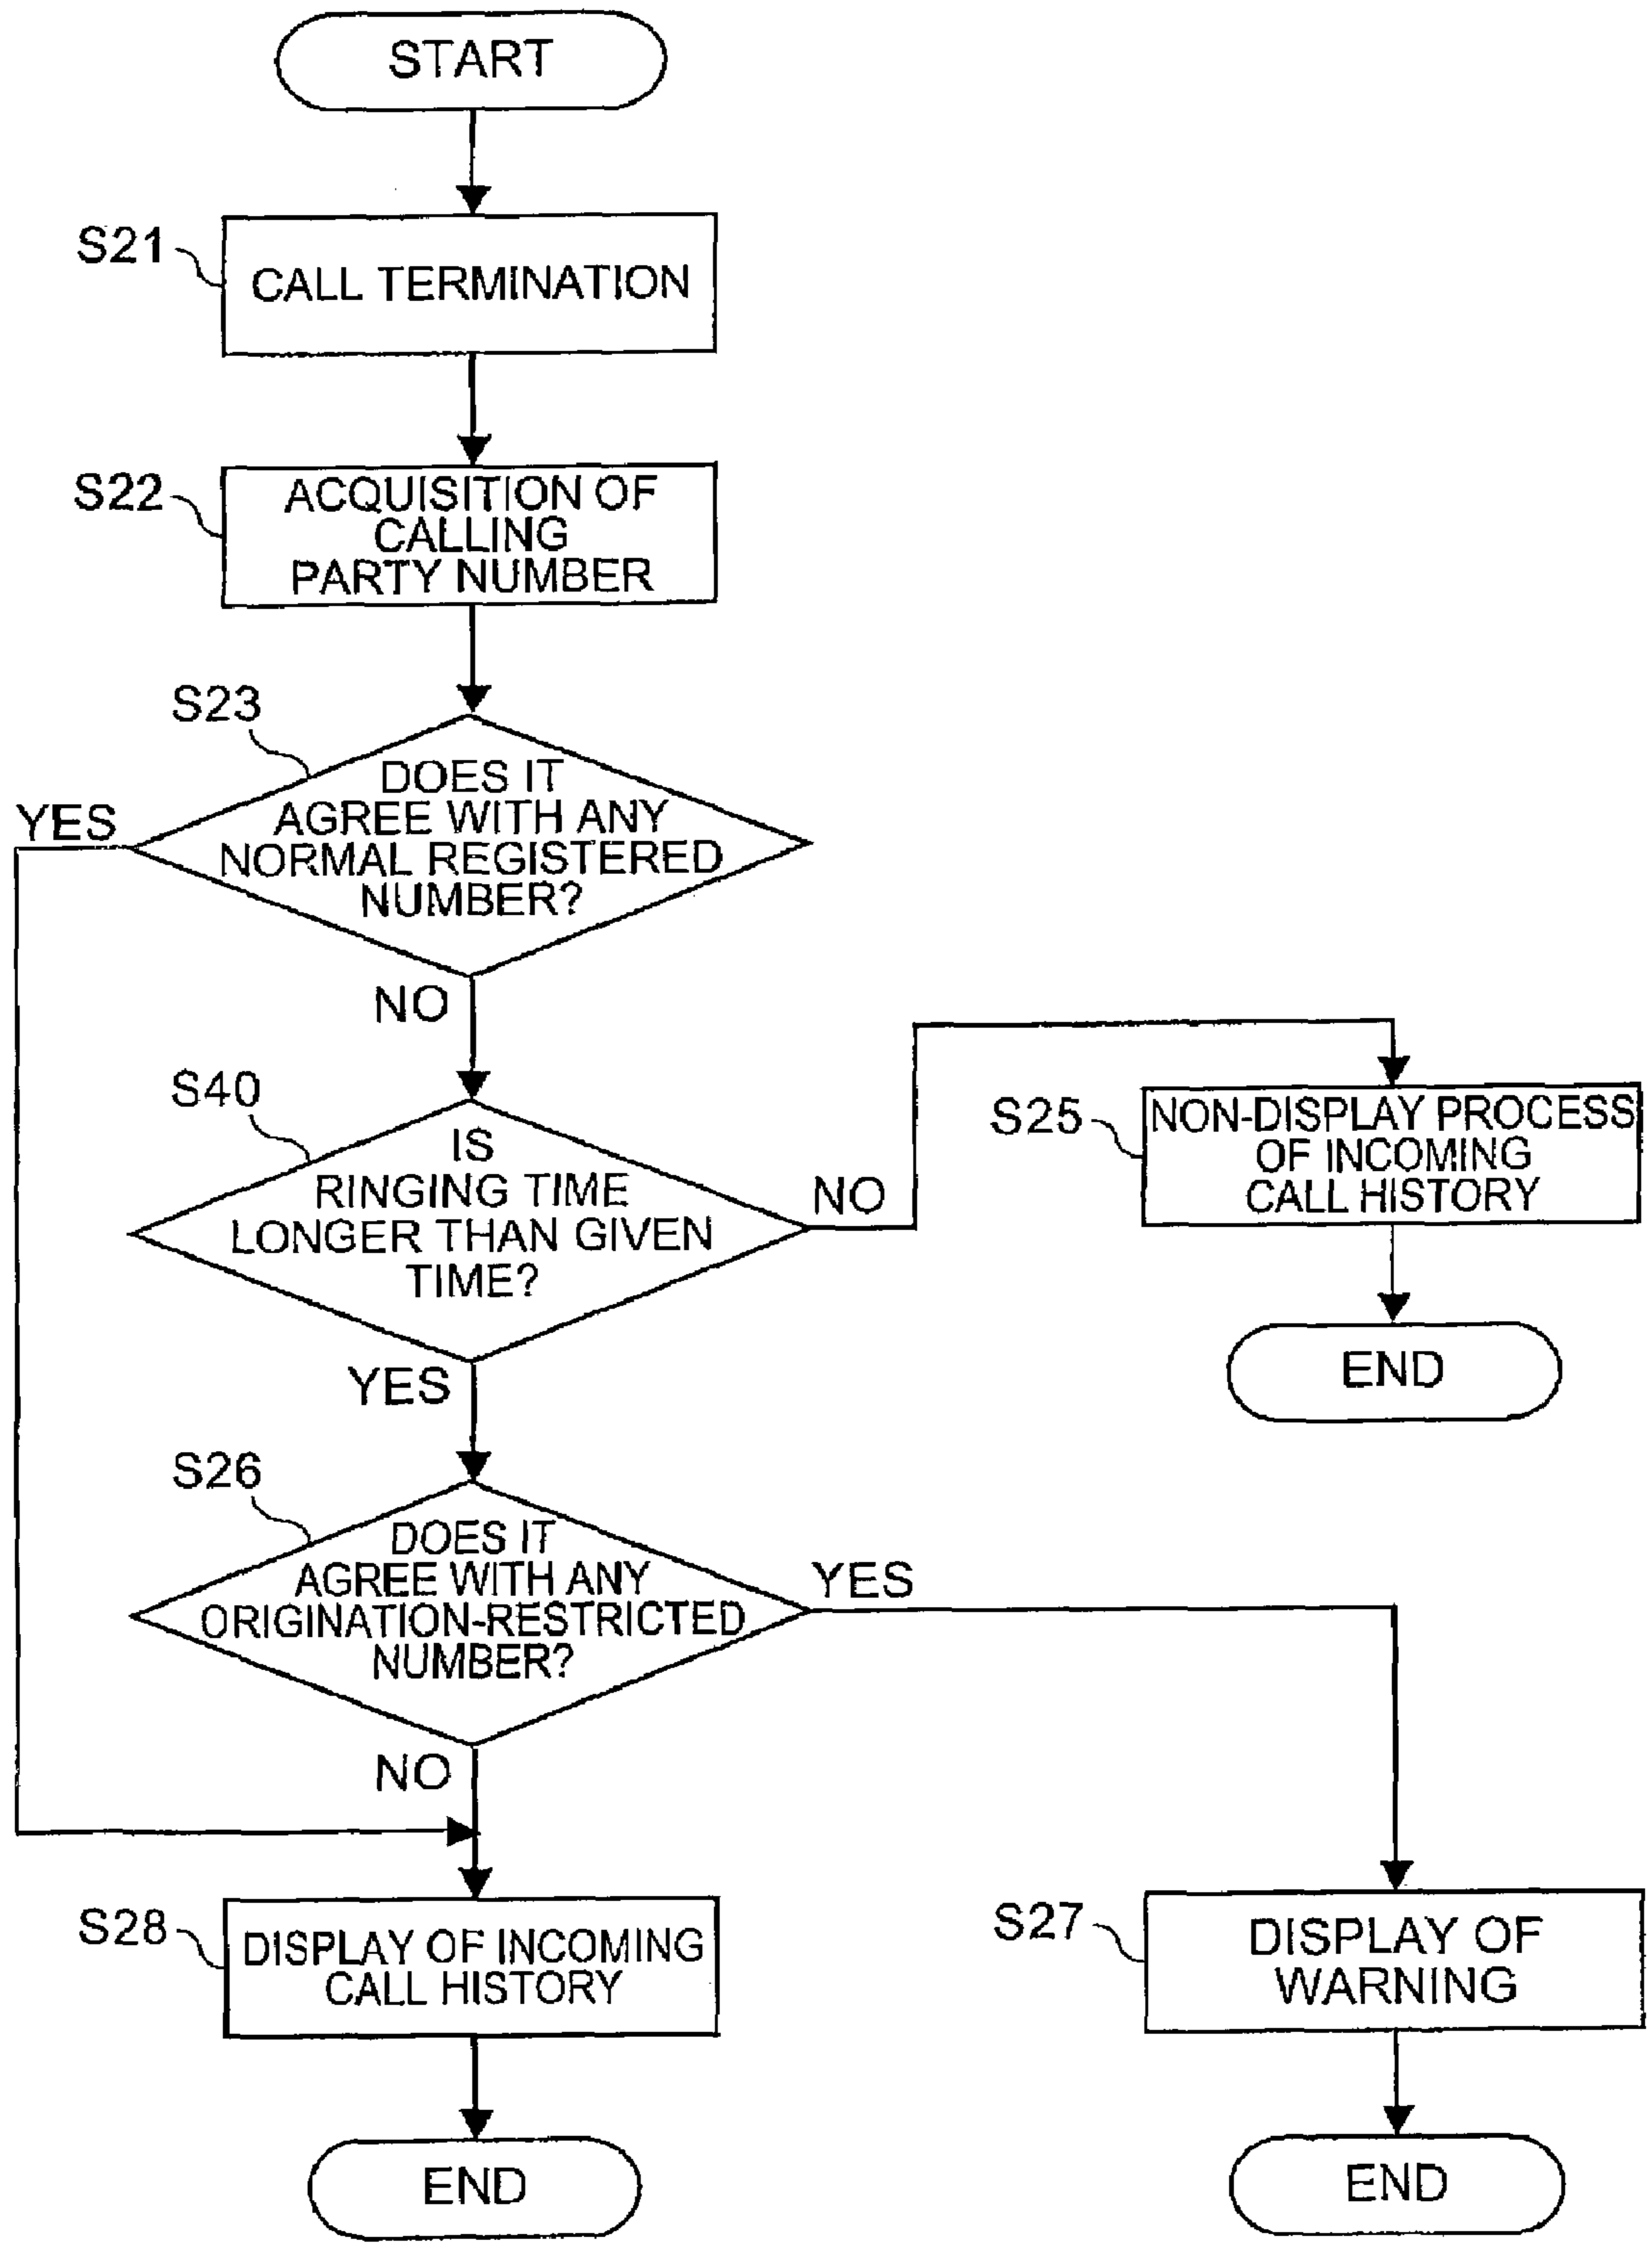 START
S21
CALL TERMINATION
S22
ACQUISITION OF
CALLING
PARTY NUMBER
S23
DOES IT
AGREE WITH ANY
NORMAL REGISTERED
NUMBER?
YES
NO
S40
IS
RINGING TIME
LONGER THAN GIVEN
TIME?
NO
S25
NON-DISPLAY PROCESS
OF INCOMING
CALL HISTORY
END
YES
S26
DOES IT
AGREE WITH ANY
ORIGINATION-RESTRICTED
NUMBER?
YES
NO
S28
DISPLAY OF INCOMING
CALL HISTORY
S27
DISPLAY OF
WARNING
END
END